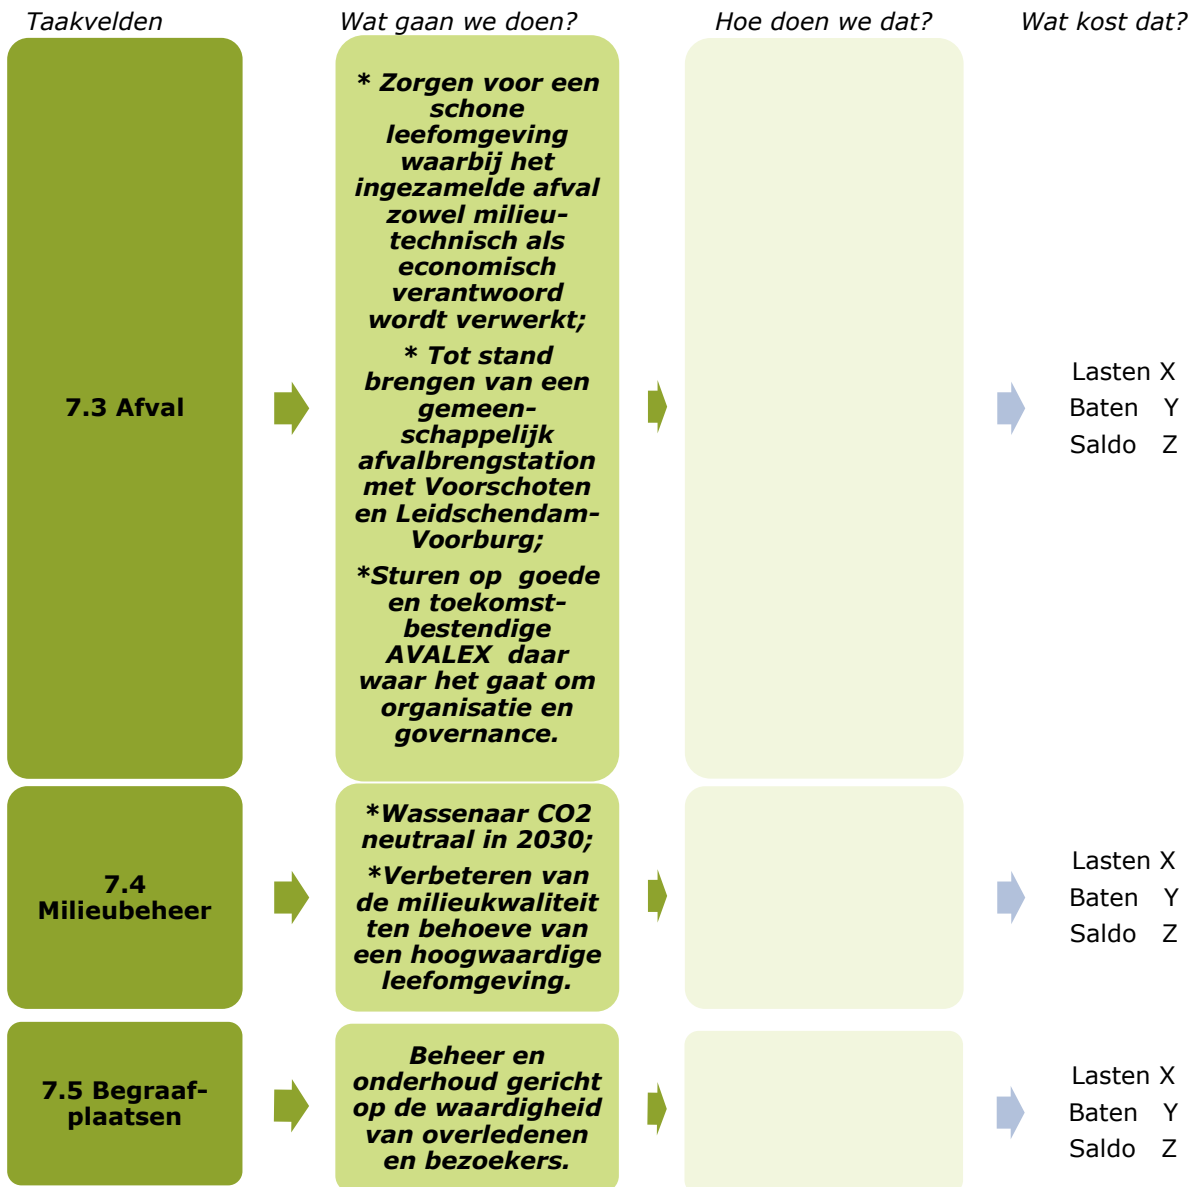 Taakvelden
Wat gaan we doen?
Hoe doen we dat?
Wat kost dat?
7.3 Afval
* Zorgen voor een
schone
leefomgeving
waarbij het
ingezamelde afval
zowel milieu-
technisch als
economisch
verantwoord
wordt verwerkt;
* Tot stand
brengen van een
gemeen-
schappelijk
afvalbrengstation
met Voorschoten
en Leidschendam-
Voorburg;
*Sturen op  goede
en toekomst-
bestendige
AVALEX  daar
waar het gaat om
organisatie en
governance.
Lasten X
Baten Y
Saldo Z
7.4
Milieubeheer
*Wassenaar CO2
neutraal in 2030;
*Verbeteren van
de milieukwaliteit
ten behoeve van
een hoogwaardige
leefomgeving.
Lasten X
Baten Y
Saldo Z
7.5 Begraaf-
plaatsen
Beheer en
onderhoud gericht
op de waardigheid
van overledenen
en bezoekers.
Lasten X
Baten Y
Saldo Z